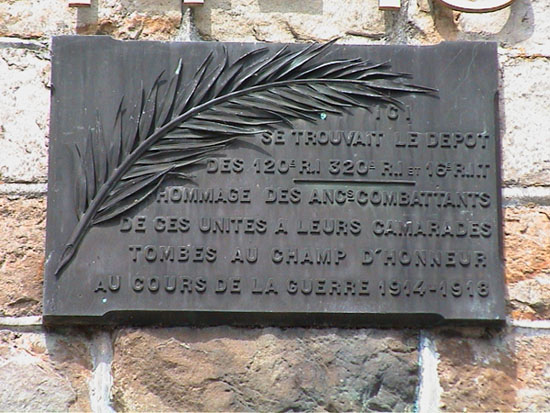 ICI
SE TROUVAIT LE DEPOT
DES 120E R.I 320E R.I ET 16E R.I.T
HOMMAGE DES ANCS COMBATTANTS
DE CES UNITES A LEURS CAMARADES
TOMBES AU CHAMP D'HONNEUR
AU COURS DE LA GUERRE 1914-1918